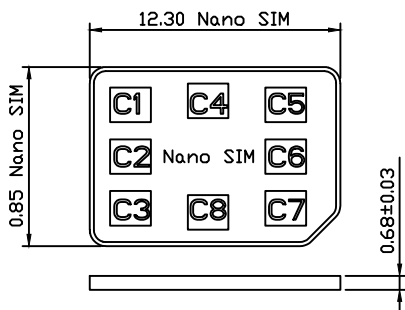 12.30 Nano SIM
0.85 Nano SIM
C1 C4 C5
C2 Nano SIM C6
C3 C8 C7
0.68±0.03